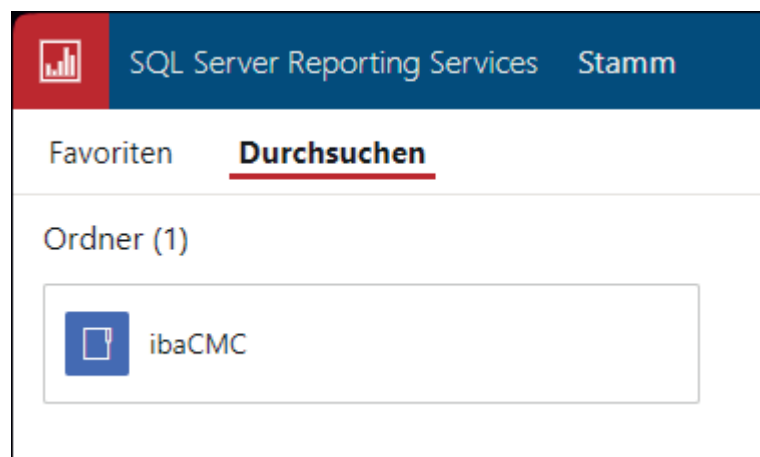 SQL Server Reporting Services Stamm
Favoriten Durchsuchen
Ordner (1)
ibaCMC